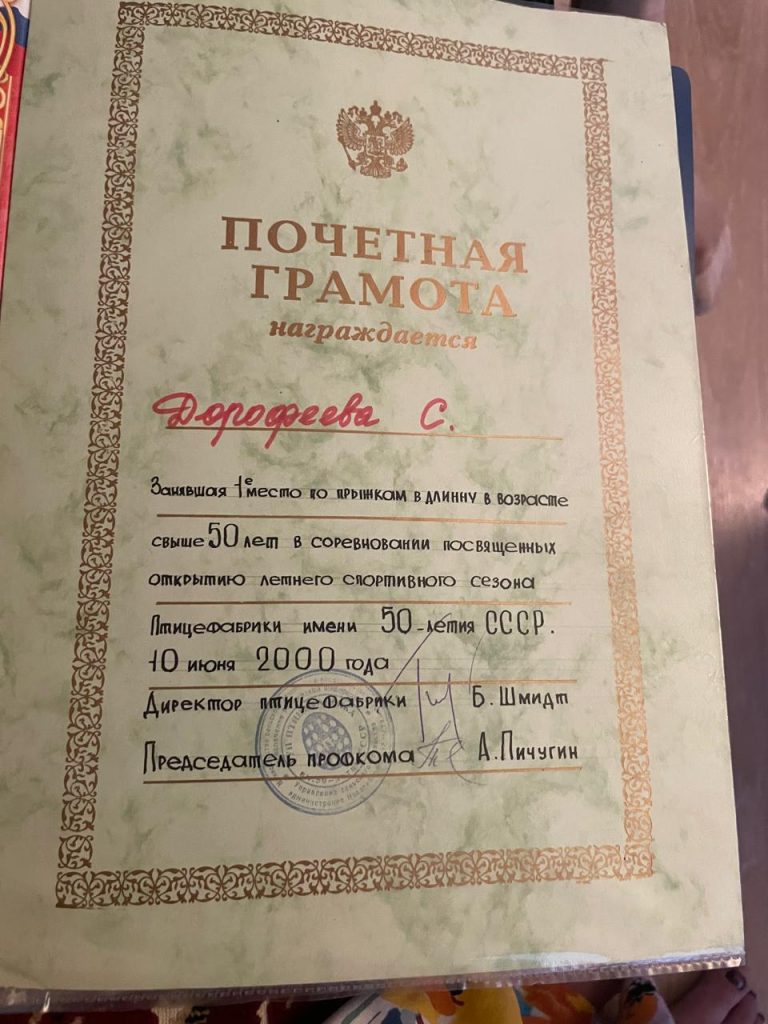 ПОЧЕТНАЯ
ГРАМОТА
награждается
Дорофеева С.
Занявшая 1е место по прыжкам в длинну в возрасте
свыше 50 лет в соревновании посвященных
открытию летнего спортивного сезона
Птицефабрики имени 50-летия СССР.
10 июня 2000 года
Директор птицефабрики Б. Шмидт
Председатель профкома А. Пичугин